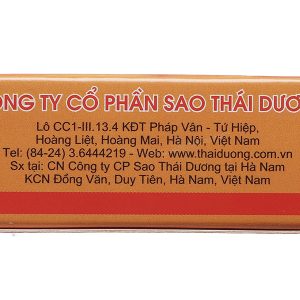 ÔNG TY CỔ PHẦN SAO THÁI DƯƠ
Lô CC1-III.13.4 KĐT Pháp Vân - Tứ Hiệp,
Hoàng Liệt, Hoàng Mai, Hà Nội, Việt Nam
Tel: (84-24) 3.6444219 - Web: www.thaiduong.com.vn
Sx tại: CN Công ty CP Sao Thái Dương tại Hà Nam
KCN Đồng Văn, Duy Tiên, Hà Nam, Việt Nam